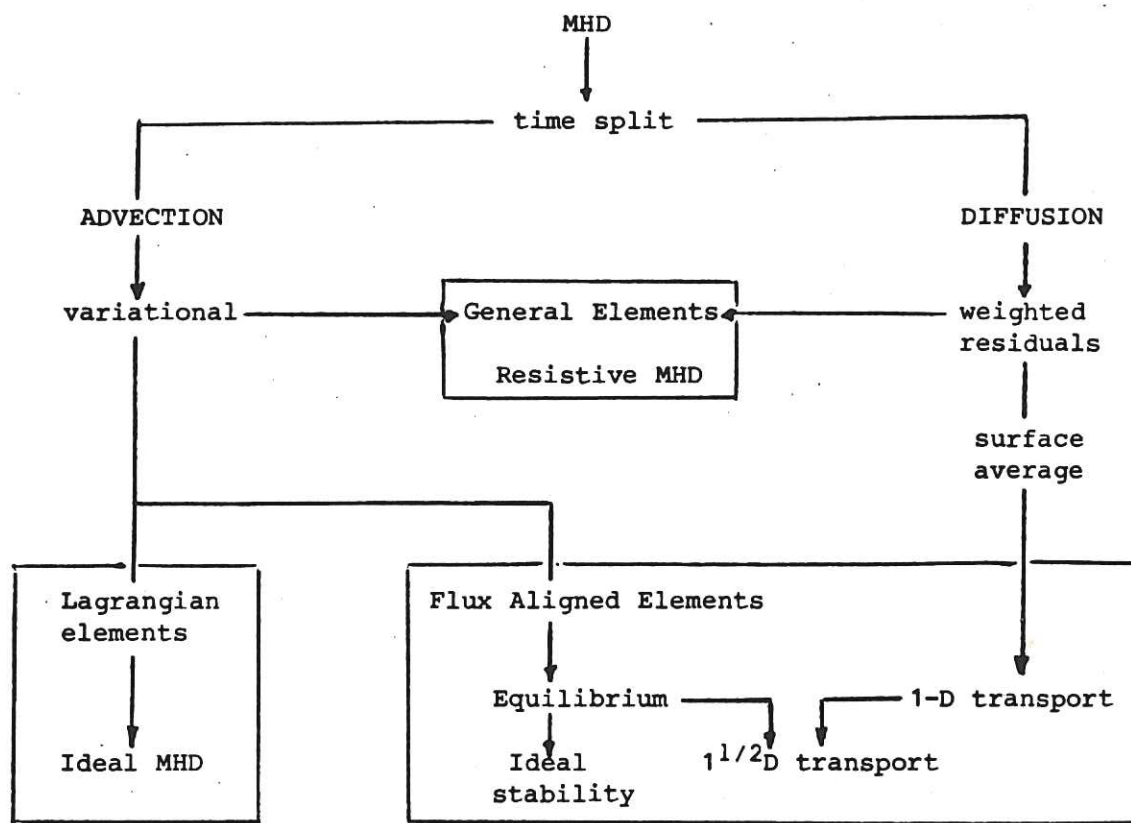 MHD
time split
ADVECTION
DIFFUSION
variational
General Elements
weighted
residuals
Resistive MHD
surface
average
Lagrangian
elements
Flux Aligned Elements
Equilibrium
1-D transport
Ideal MHD
Ideal
stability
1 1/2D transport